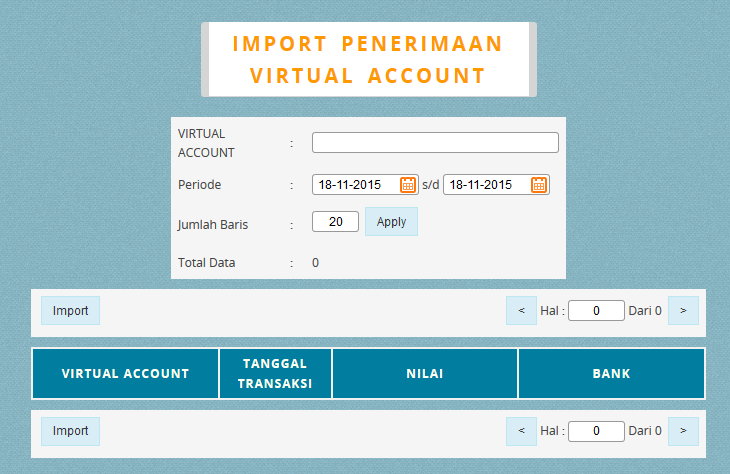 IMPORT PENERIMAAN
VIRTUAL ACCOUNT
VIRTUAL
ACCOUNT :
Periode : 18-11-2015 s/d 18-11-2015
Jumlah Baris : 20 Apply
Total Data : 0
Import < Hal : 0 Dari 0 >
VIRTUAL ACCOUNT TANGGAL TRANSAKSI NILAI BANK
Import < Hal : 0 Dari 0 >